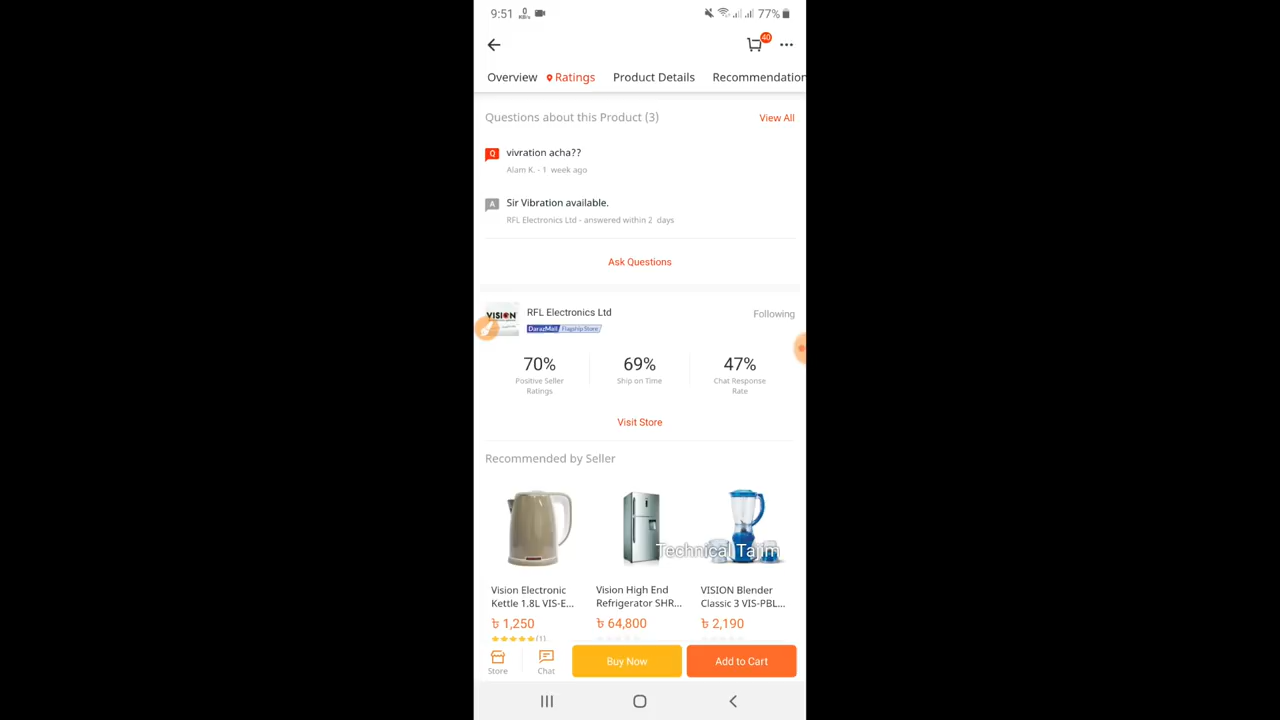 9:51 0 KB/s 77%
40
Overview Ratings Product Details Recommendation
Questions about this Product (3) View All
Q vivration acha??
Alam K. - 1 week ago
A Sir Vibration available.
RFL Electronics Ltd - answered within 2 days
Ask Questions
VISION RFL Electronics Ltd Following
DarazMall Flagship Store
70% 69% 47%
Positive Seller Ratings Ship on Time Chat Response Rate
Visit Store
Recommended by Seller
Technical Tajim
Vision Electronic Vision High End VISION Blender
Kettle 1.8L VIS-E... Refrigerator SHR... Classic 3 VIS-PBL...
৳ 1,250 ৳ 64,800 ৳ 2,190
(1)
Store Chat Buy Now Add to Cart